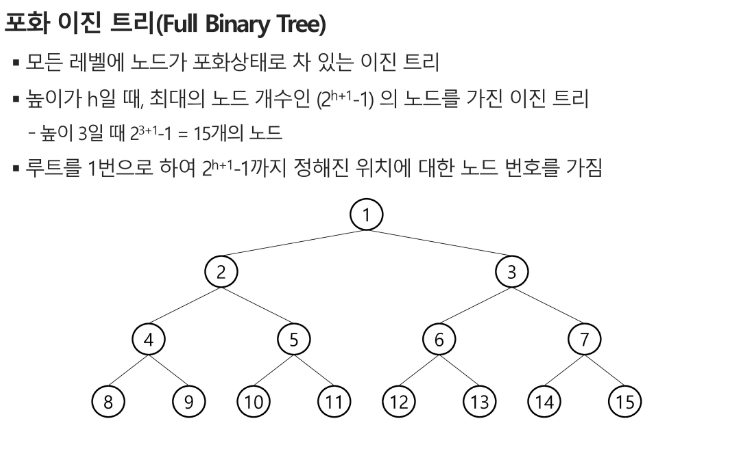 포화 이진 트리(Full Binary Tree)
▪ 모든 레벨에 노드가 포화상태로 차 있는 이진 트리
▪ 높이가 h일 때, 최대의 노드 개수인 (2ʰ⁺¹-1) 의 노드를 가진 이진 트리
- 높이 3일 때 2³⁺¹-1 = 15개의 노드
▪ 루트를 1번으로 하여 2ʰ⁺¹-1까지 정해진 위치에 대한 노드 번호를 가짐
1
2 3
4 5 6 7
8 9 10 11 12 13 14 15